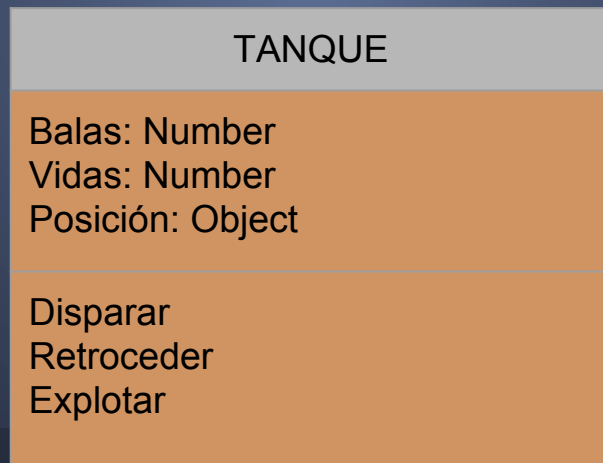 TANQUE
Balas: Number
Vidas: Number
Posición: Object
Disparar
Retroceder
Explotar